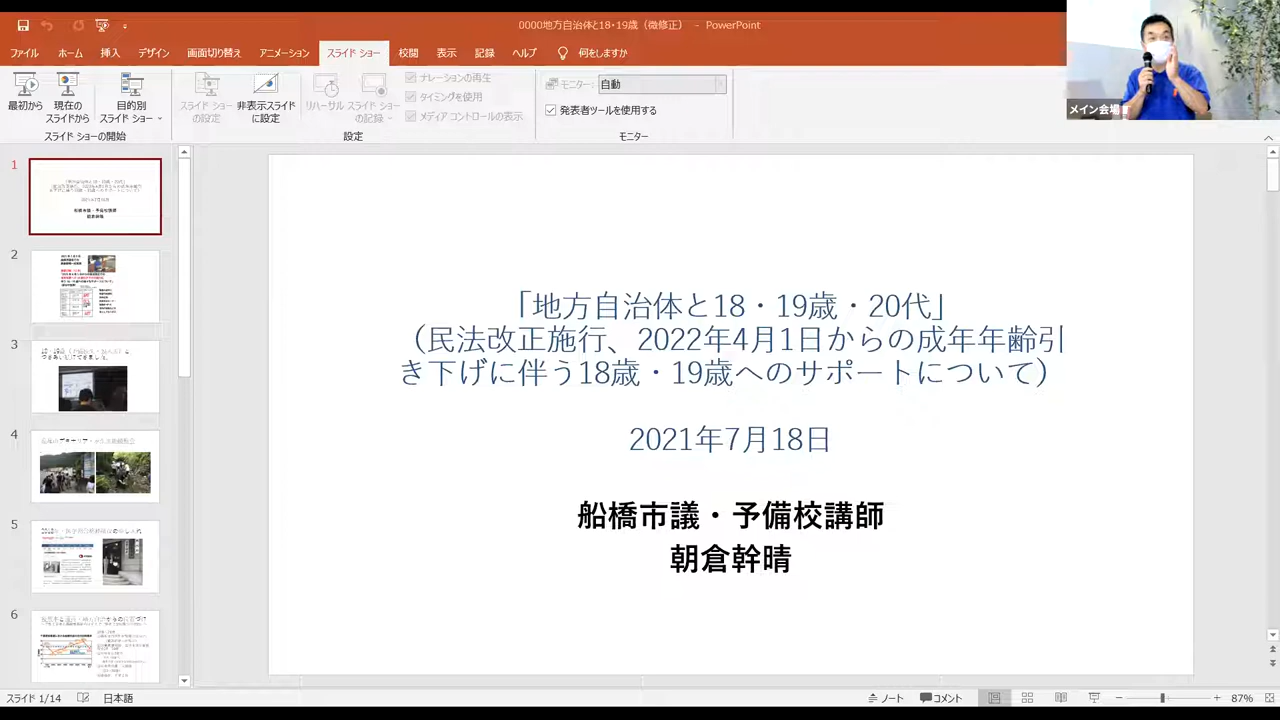 0000地方自治体と18・19歳（微修正） - PowerPoint
ファイル ホーム 挿入 デザイン 画面切り替え アニメーション スライド ショー 校閲 表示 記録 ヘルプ 何をしますか
最初から
現在の
スライドから
目的別
スライド ショー
スライド ショーの開始
スライド ショー
の設定
非表示スライド
に設定
リハーサル
スライド ショー
の記録
ナレーションの再生
タイミングを使用
メディア コントロールの表示
設定
モニター: 自動
発表者ツールを使用する
モニター
メイン会場
1
2
3
4
5
6
「地方自治体と18・19歳・20代」
（民法改正施行、2022年4月1日からの成年年齢引
き下げに伴う18歳・19歳へのサポートについて）
2021年7月18日
船橋市議・予備校講師
朝倉幹晴
スライド 1/14 日本語 ノート コメント 87%